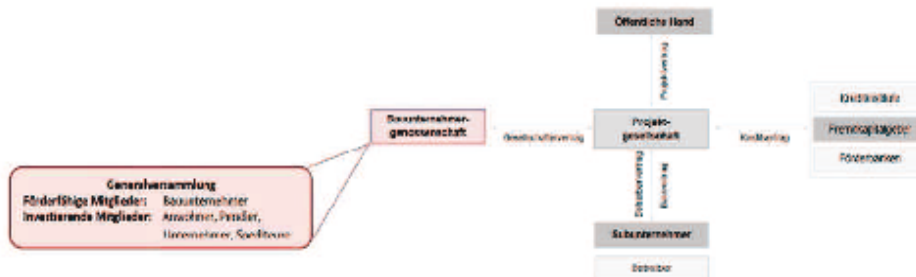 Öffentliche Hand
Projektvertrag
Kreditinstitute
Bauunternehmer-
genossenschaft
Gesellschaftsvertrag
Projekt-
gesellschaft
Kreditvertrag
Fremdkapitalgeber
Förderbanken
Generalversammlung
Förderfähige Mitglieder: Bauunternehmer
Investierende Mitglieder: Anwohner, Pendler,
Unternehmer, Spediteure
Subunternehmer
Betreiber